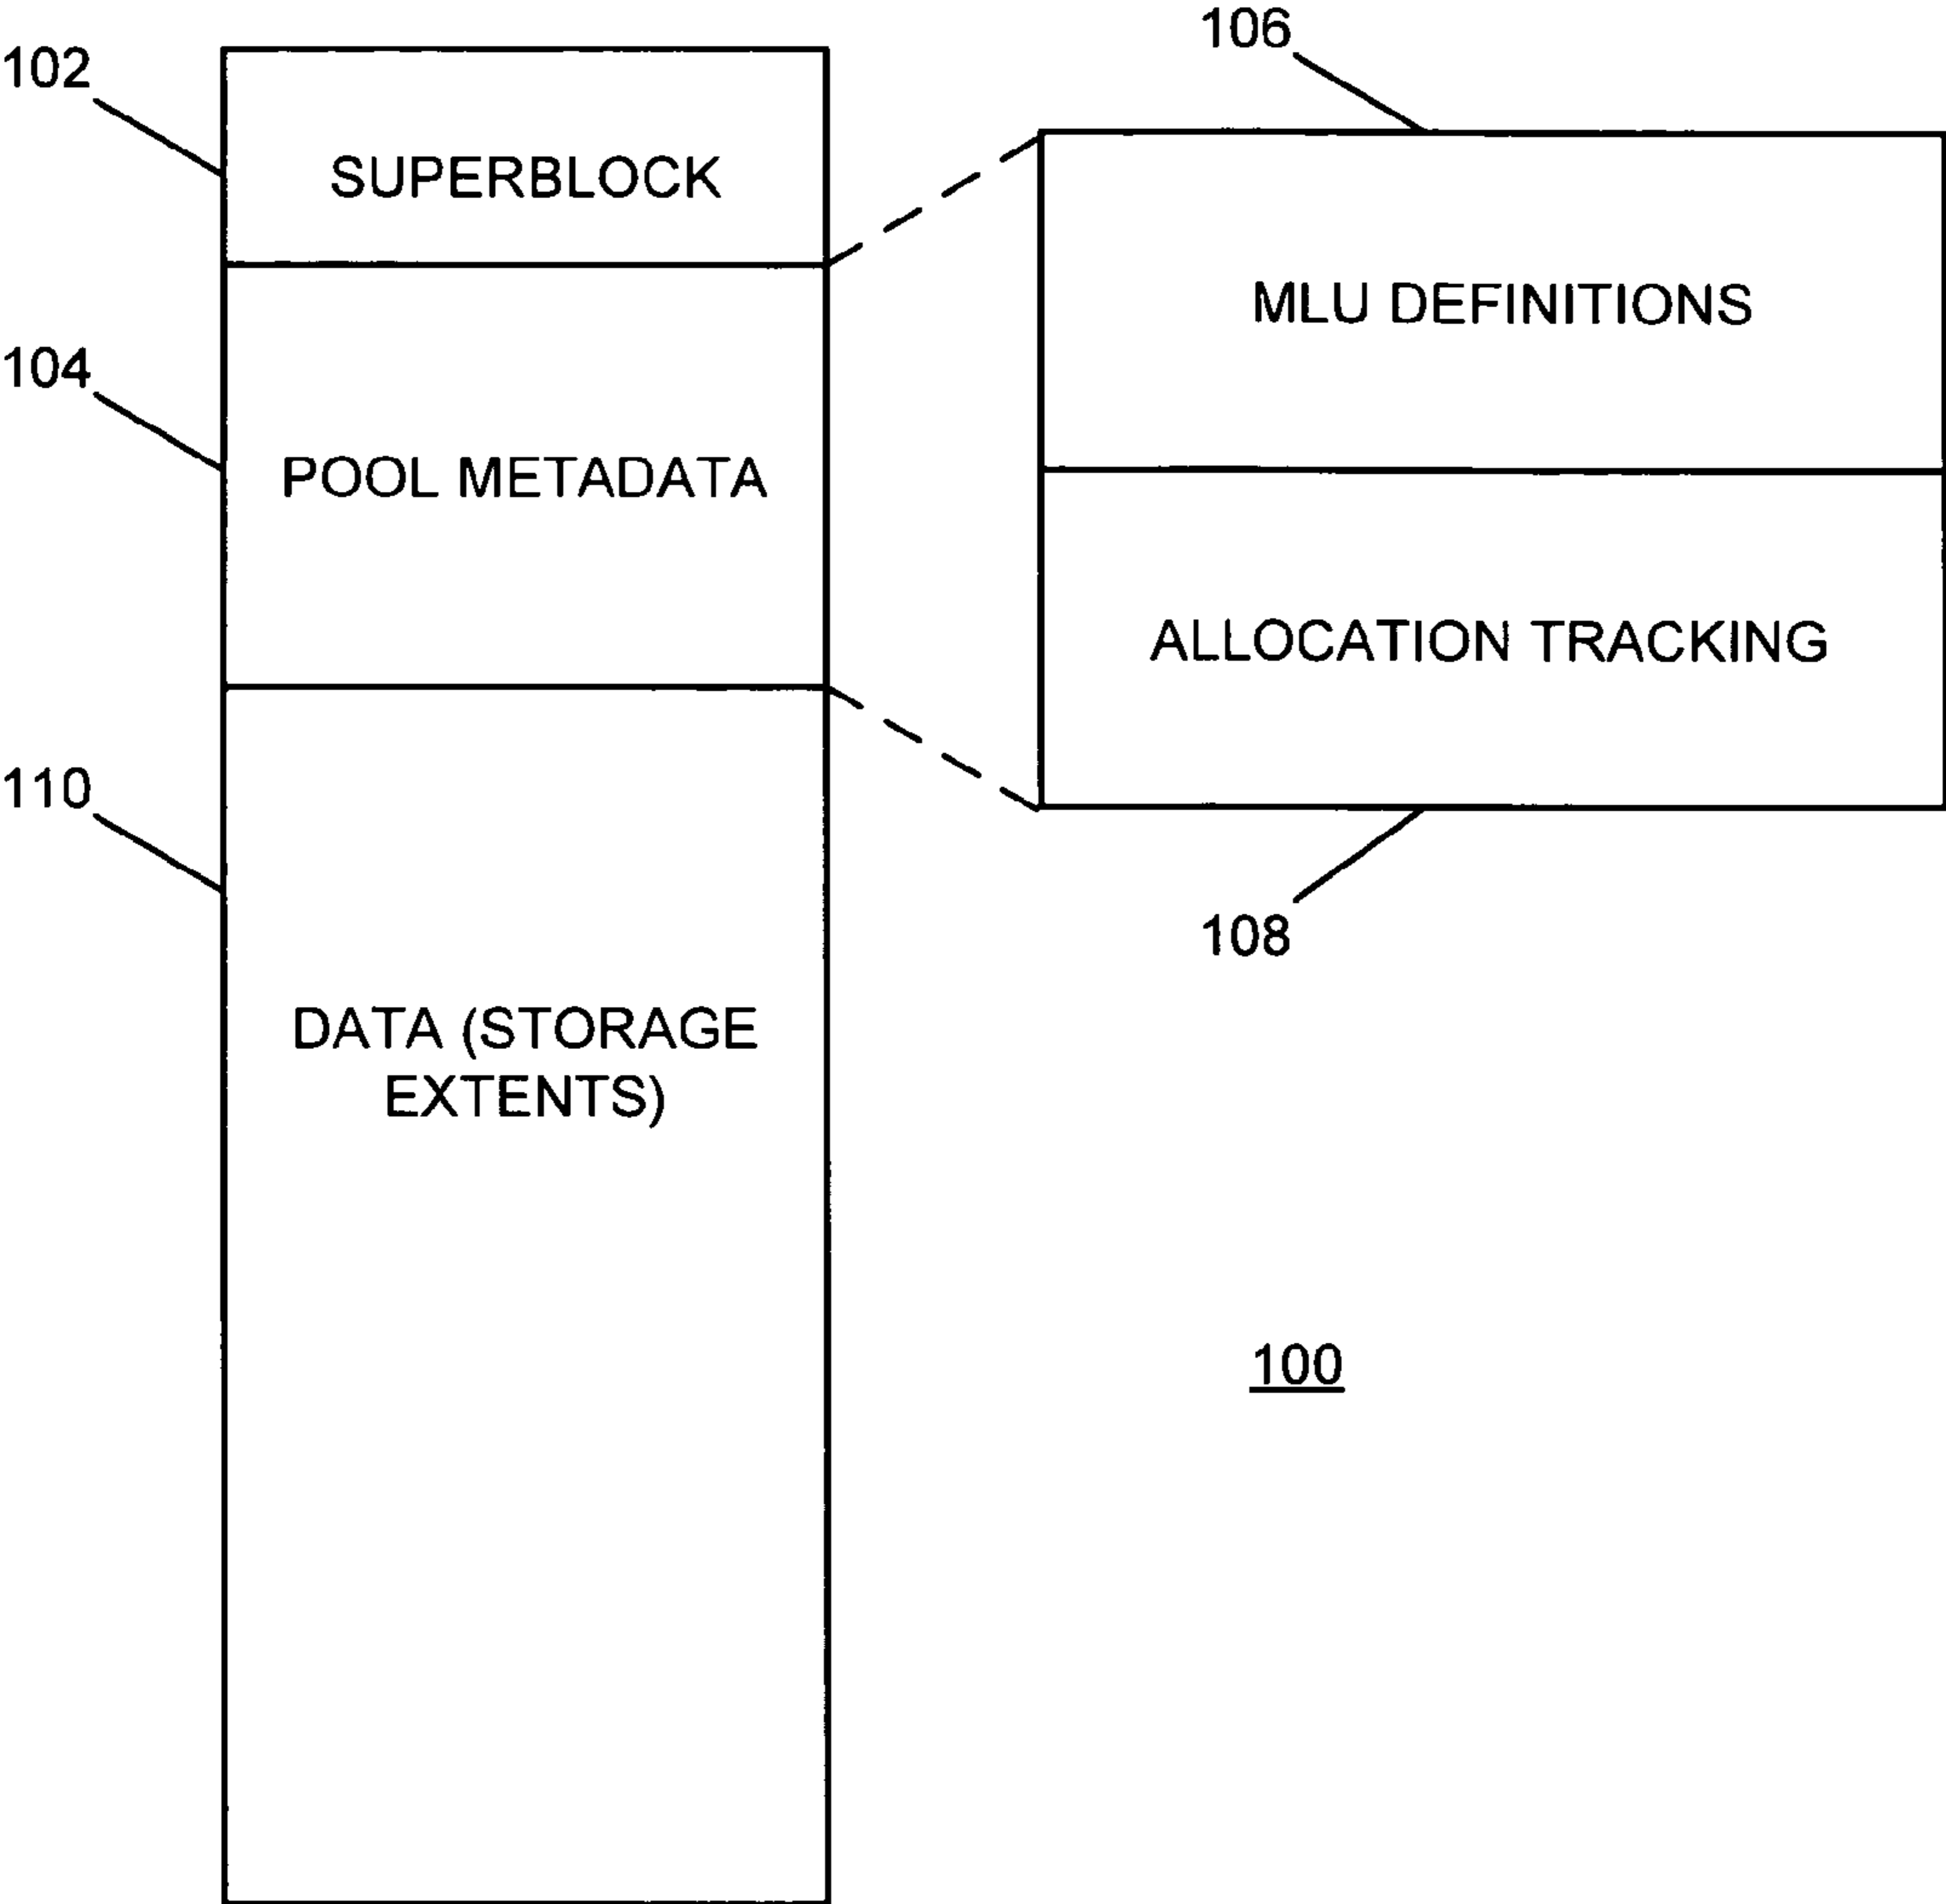 102
SUPERBLOCK
104
POOL METADATA
110
DATA (STORAGE
EXTENTS)
106
MLU DEFINITIONS
ALLOCATION TRACKING
108
100